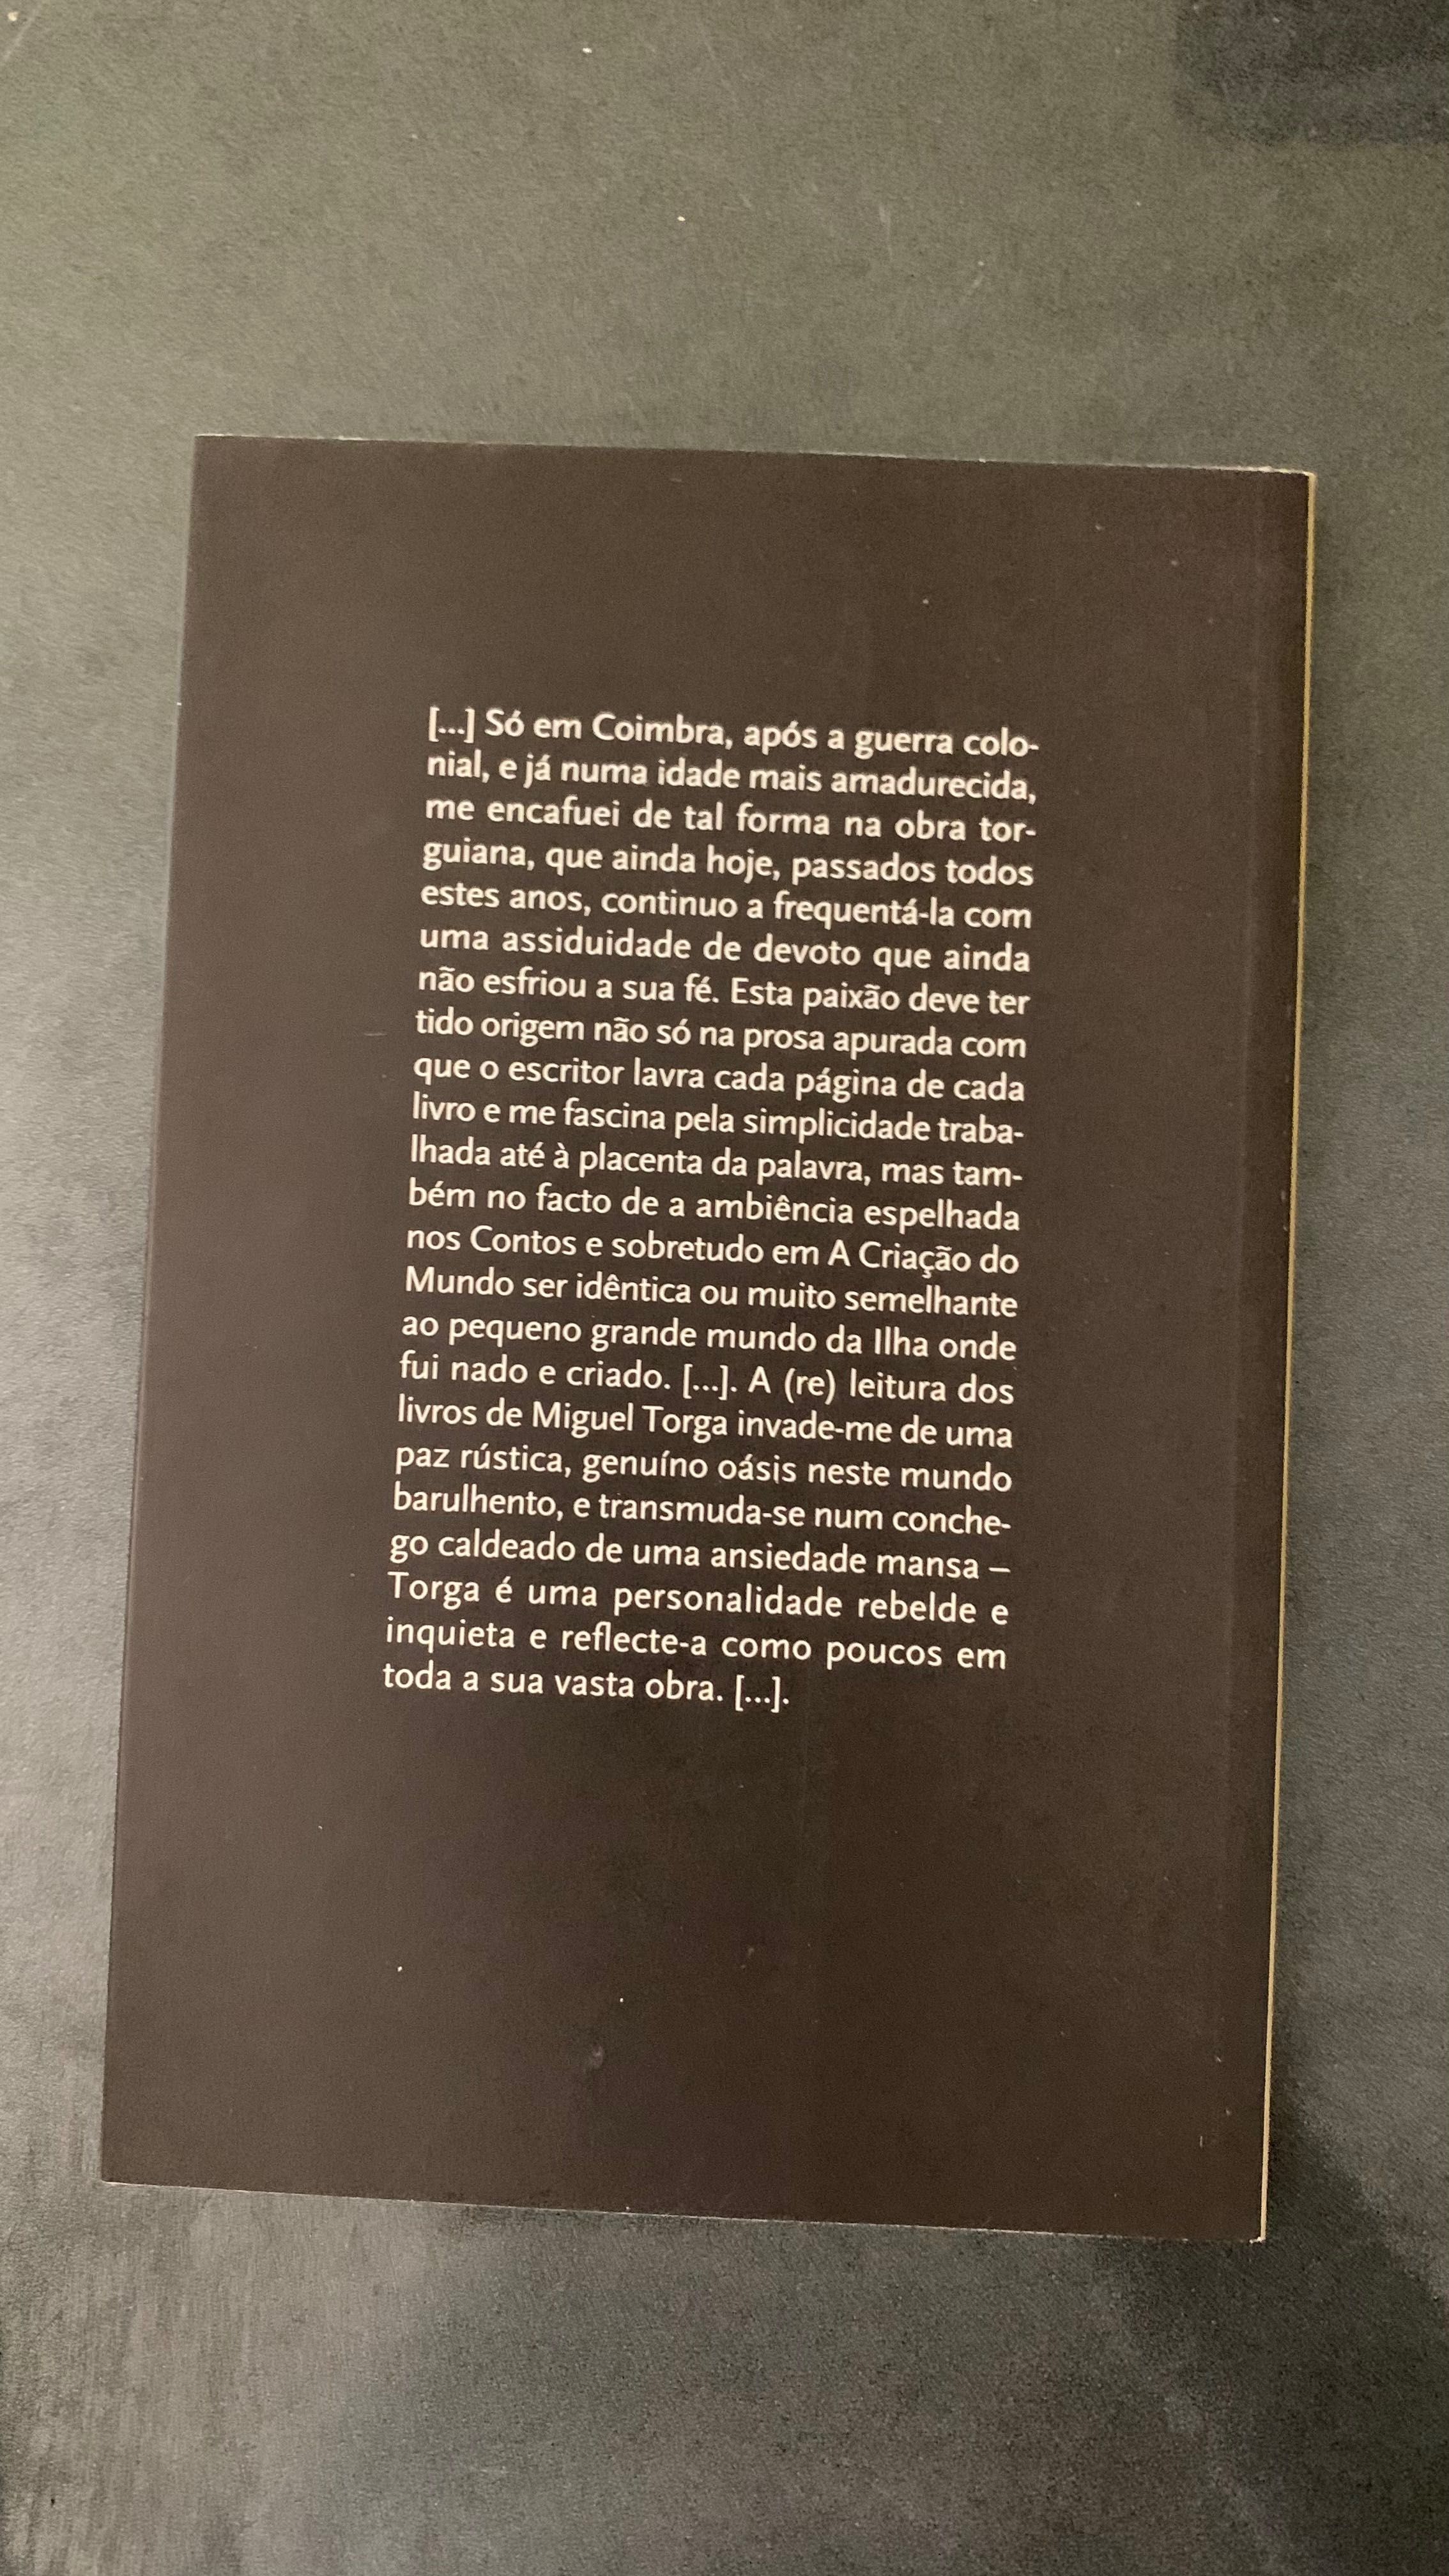 [...] Só em Coimbra, após a guerra colo-
nial, e já numa idade mais amadurecida,
me encafuei de tal forma na obra tor-
guiana, que ainda hoje, passados todos
estes anos, continuo a frequentá-la com
uma assiduidade de devoto que ainda
não esfriou a sua fé. Esta paixão deve ter
tido origem não só na prosa apurada com
que o escritor lavra cada página de cada
livro e me fascina pela simplicidade traba-
lhada até à placenta da palavra, mas tam-
bém no facto de a ambiência espelhada
nos Contos e sobretudo em A Criação do
Mundo ser idêntica ou muito semelhante
ao pequeno grande mundo da Ilha onde
fui nado e criado. [...]. A (re) leitura dos
livros de Miguel Torga invade-me de uma
paz rústica, genuíno oásis neste mundo
barulhento, e transmuda-se num conche-
go caldeado de uma ansiedade mansa –
Torga é uma personalidade rebelde e
inquieta e reflecte-a como poucos em
toda a sua vasta obra. [...].